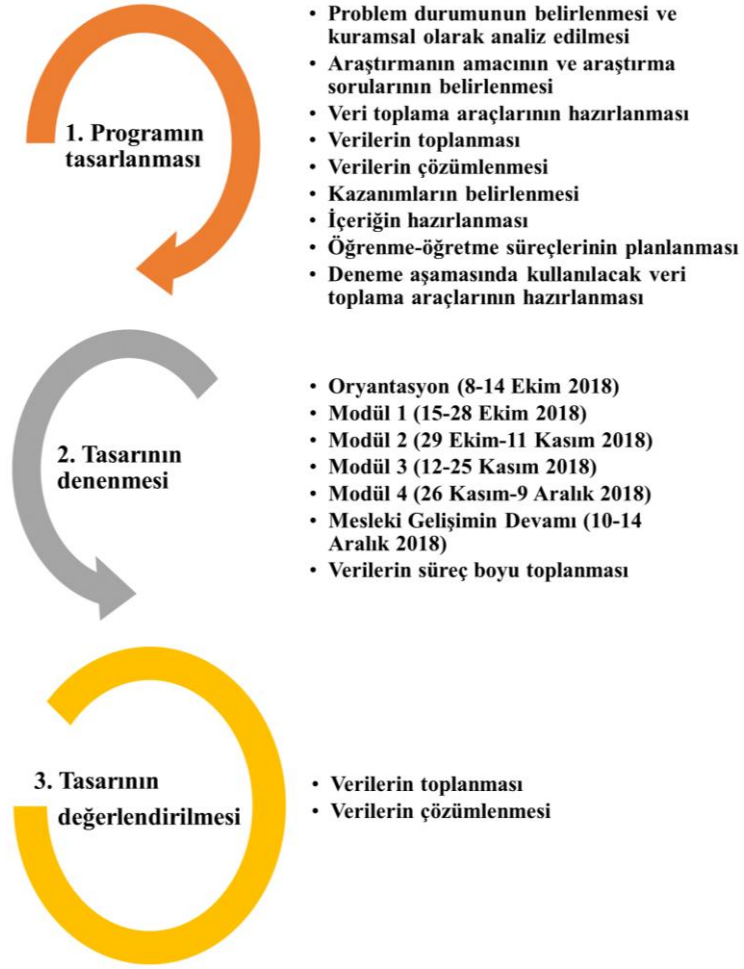 1. Programın
tasarlanması
• Problem durumunun belirlenmesi ve
kuramsal olarak analiz edilmesi
• Araştırmanın amacının ve araştırma
sorularının belirlenmesi
• Veri toplama araçlarının hazırlanması
• Verilerin toplanması
• Verilerin çözümlenmesi
• Kazanımların belirlenmesi
• İçeriğin hazırlanması
• Öğrenme-öğretme süreçlerinin planlanması
• Deneme aşamasında kullanılacak veri
toplama araçlarının hazırlanması
2. Tasarının
denenmesi
• Oryantasyon (8-14 Ekim 2018)
• Modül 1 (15-28 Ekim 2018)
• Modül 2 (29 Ekim-11 Kasım 2018)
• Modül 3 (12-25 Kasım 2018)
• Modül 4 (26 Kasım-9 Aralık 2018)
• Mesleki Gelişimin Devamı (10-14
Aralık 2018)
• Verilerin süreç boyu toplanması
3. Tasarının
değerlendirilmesi
• Verilerin toplanması
• Verilerin çözümlenmesi